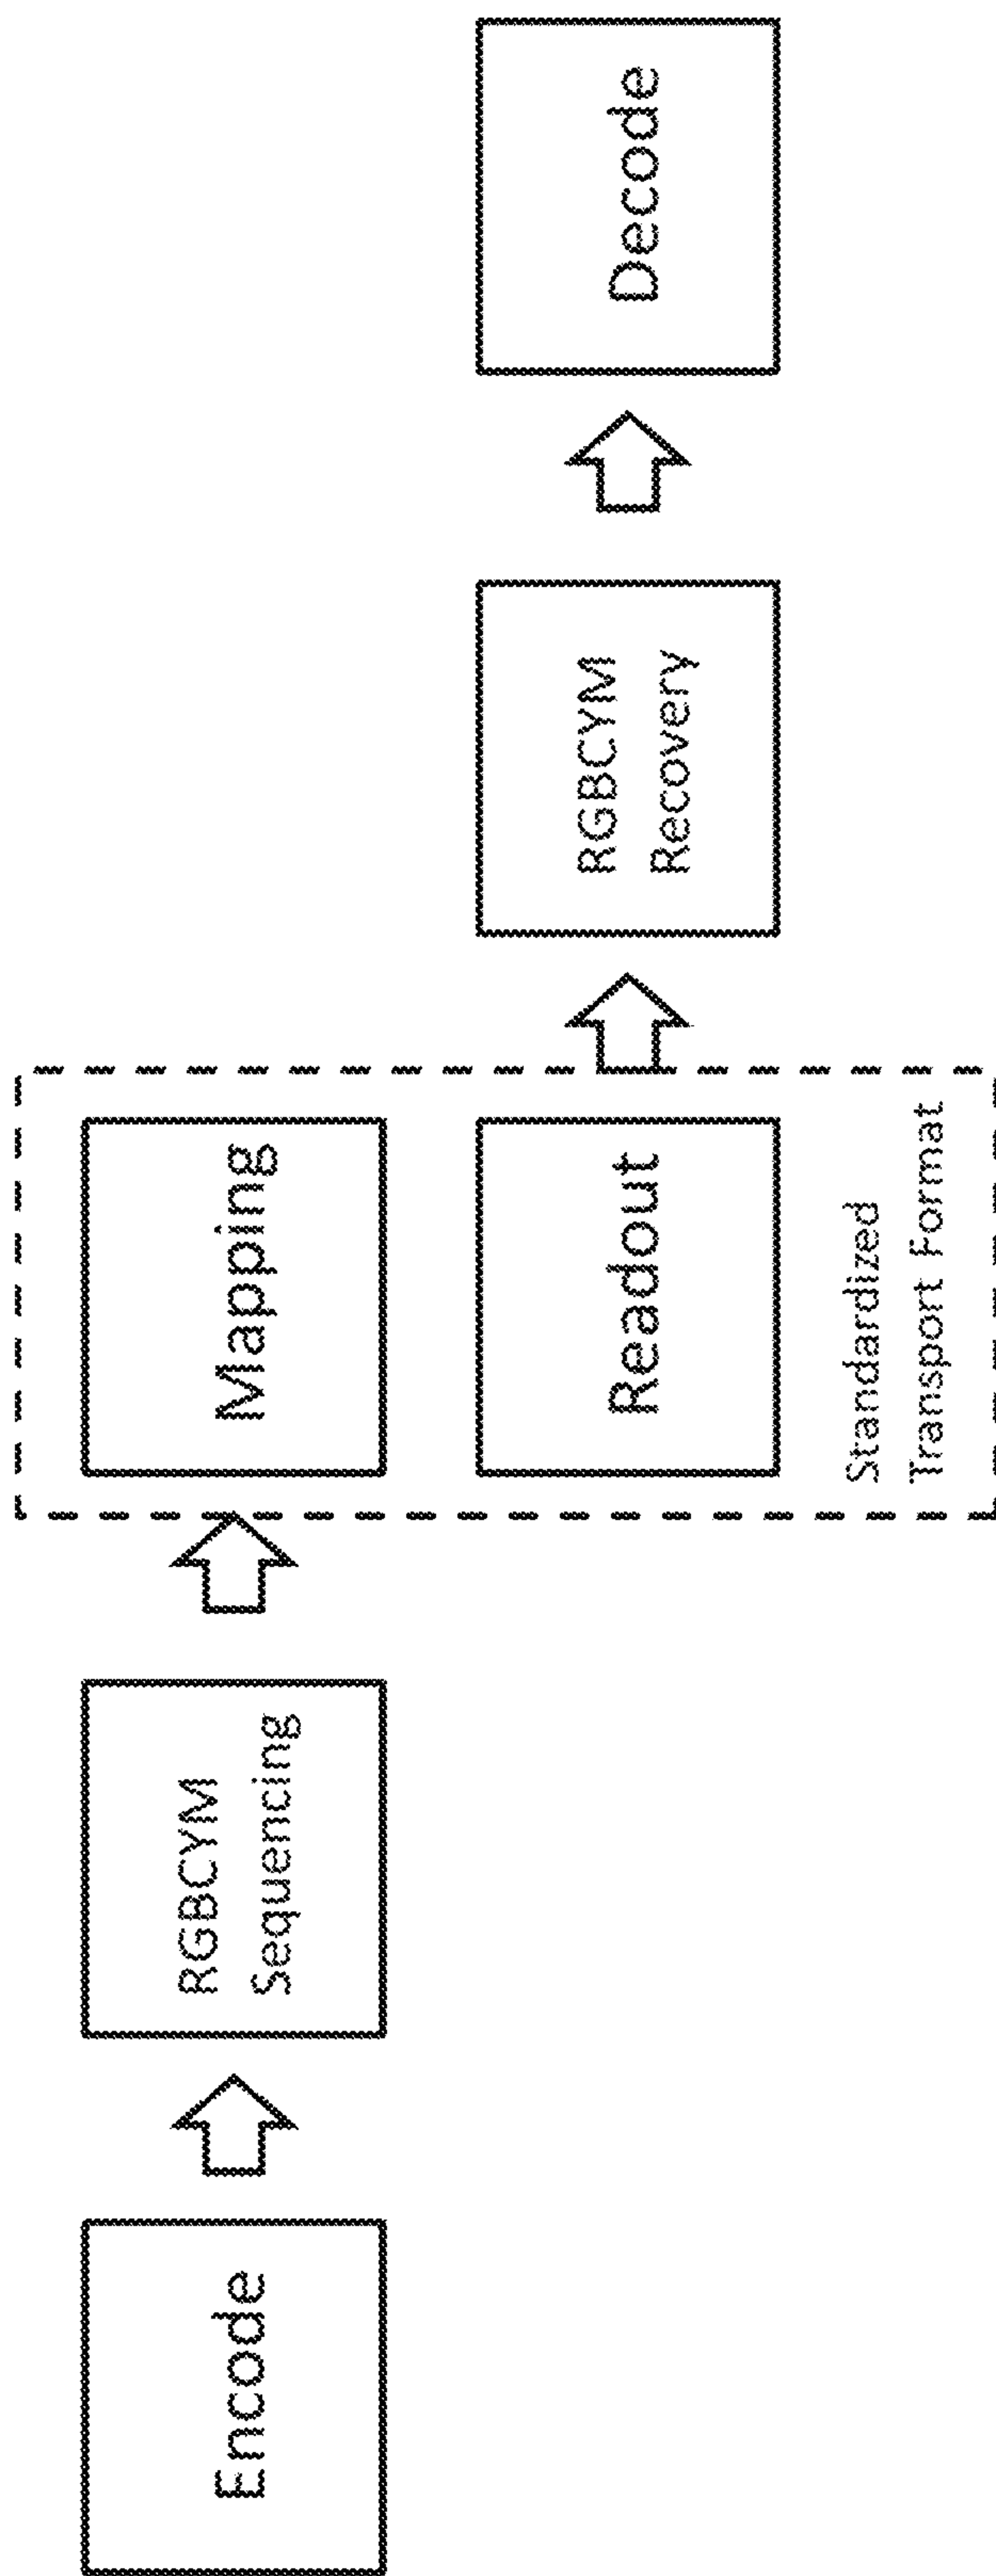 Encode
RGBCYM
Sequencing
Mapping
Readout
Standardized
Transport Format
RGBCYM
Recovery
Decode